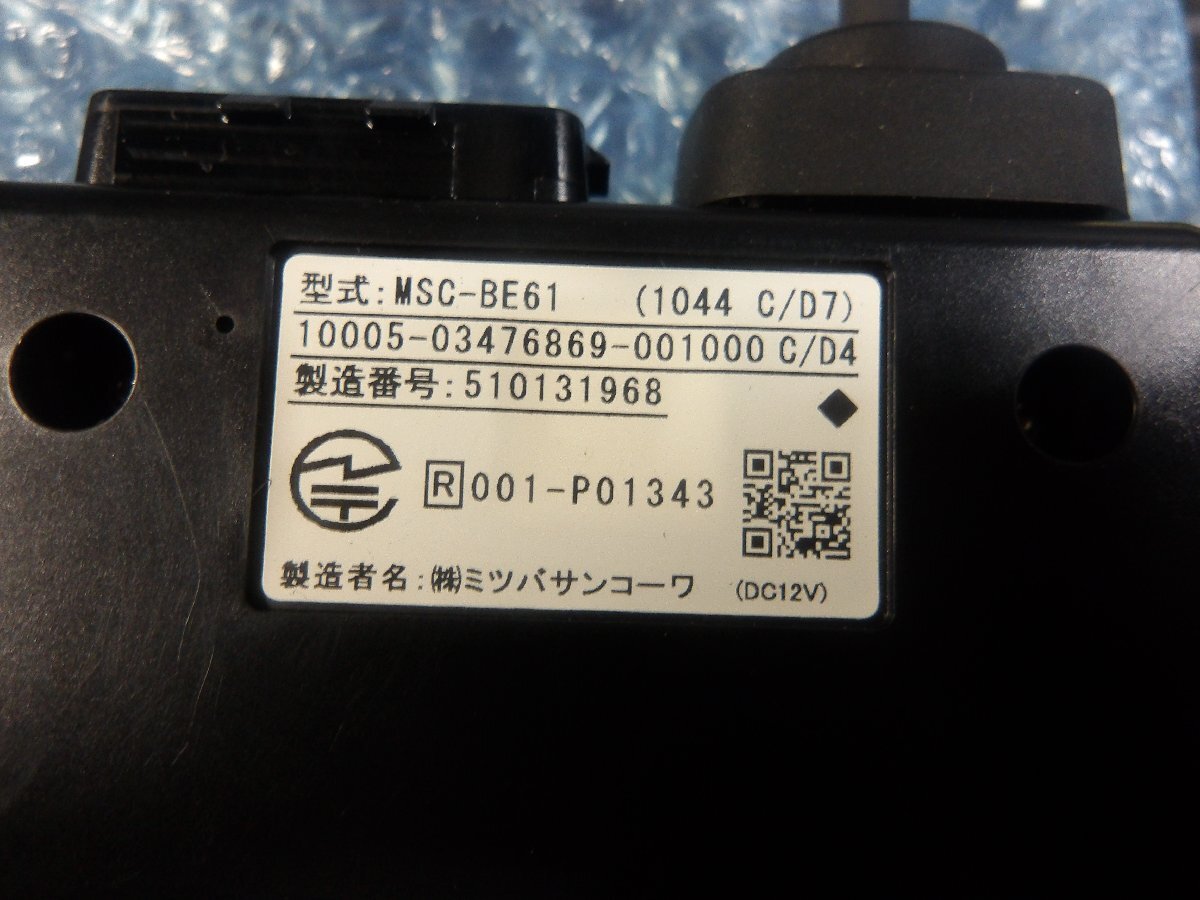 型式:MSC-BE61 (1044 C/D7)
10005-03476869-001000 C/D4
製造番号:510131968
R 001-P01343
製造者名:㈱ミツバサンコーワ (DC12V)